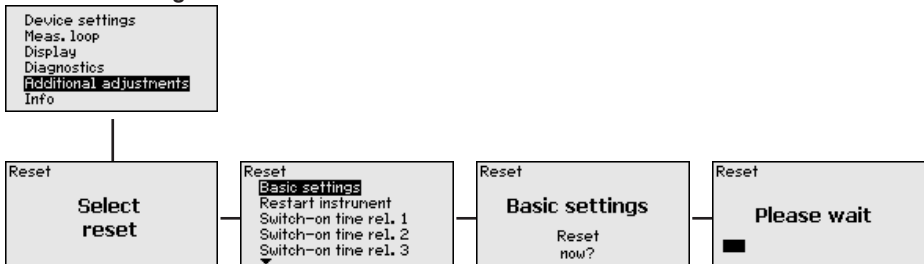 Device settings
Meas. loop
Display
Diagnostics
Additional adjustments
Info
Reset
Select
reset
Reset
Basic settings
Restart instrument
Switch-on time rel. 1
Switch-on time rel. 2
Switch-on time rel. 3
Reset
Basic settings
Reset
now?
Reset
Please wait